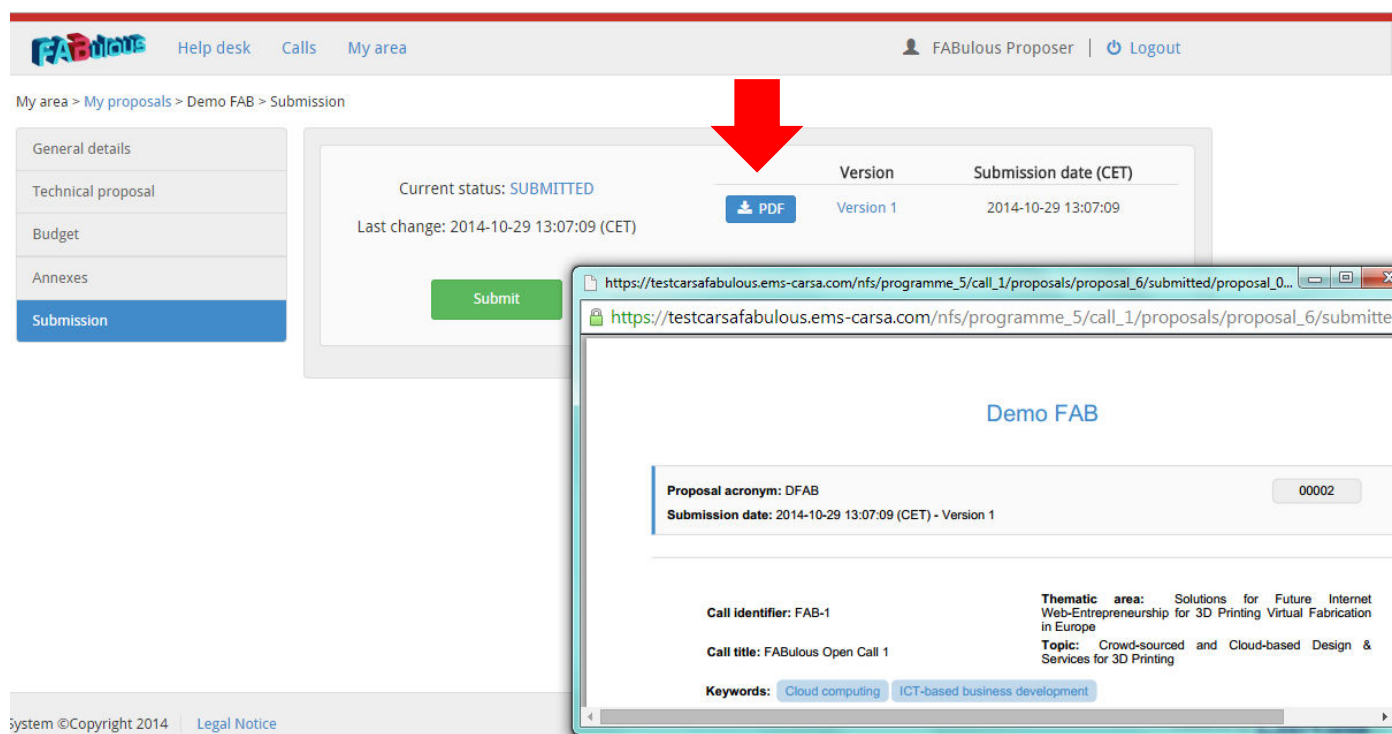 FABulous Help desk Calls My area FABulous Proposer | Logout
My area > My proposals > Demo FAB > Submission
General details
Technical proposal
Budget
Annexes
Submission
Current status: SUBMITTED
Last change: 2014-10-29 13:07:09 (CET)
Submit
Version Submission date (CET)
PDF Version 1 2014-10-29 13:07:09
https://testcarsafabulous.ems-carsa.com/nfs/programme_5/call_1/proposals/proposal_6/submitted/proposal_0...
https://testcarsafabulous.ems-carsa.com/nfs/programme_5/call_1/proposals/proposal_6/submitte
Demo FAB
Proposal acronym: DFAB 00002
Submission date: 2014-10-29 13:07:09 (CET) - Version 1
Call identifier: FAB-1
Call title: FABulous Open Call 1
Thematic area: Solutions for Future Internet
Web-Entrepreneurship for 3D Printing Virtual Fabrication
in Europe
Topic: Crowd-sourced and Cloud-based Design &
Services for 3D Printing
Keywords: Cloud computing ICT-based business development
System ©Copyright 2014 Legal Notice